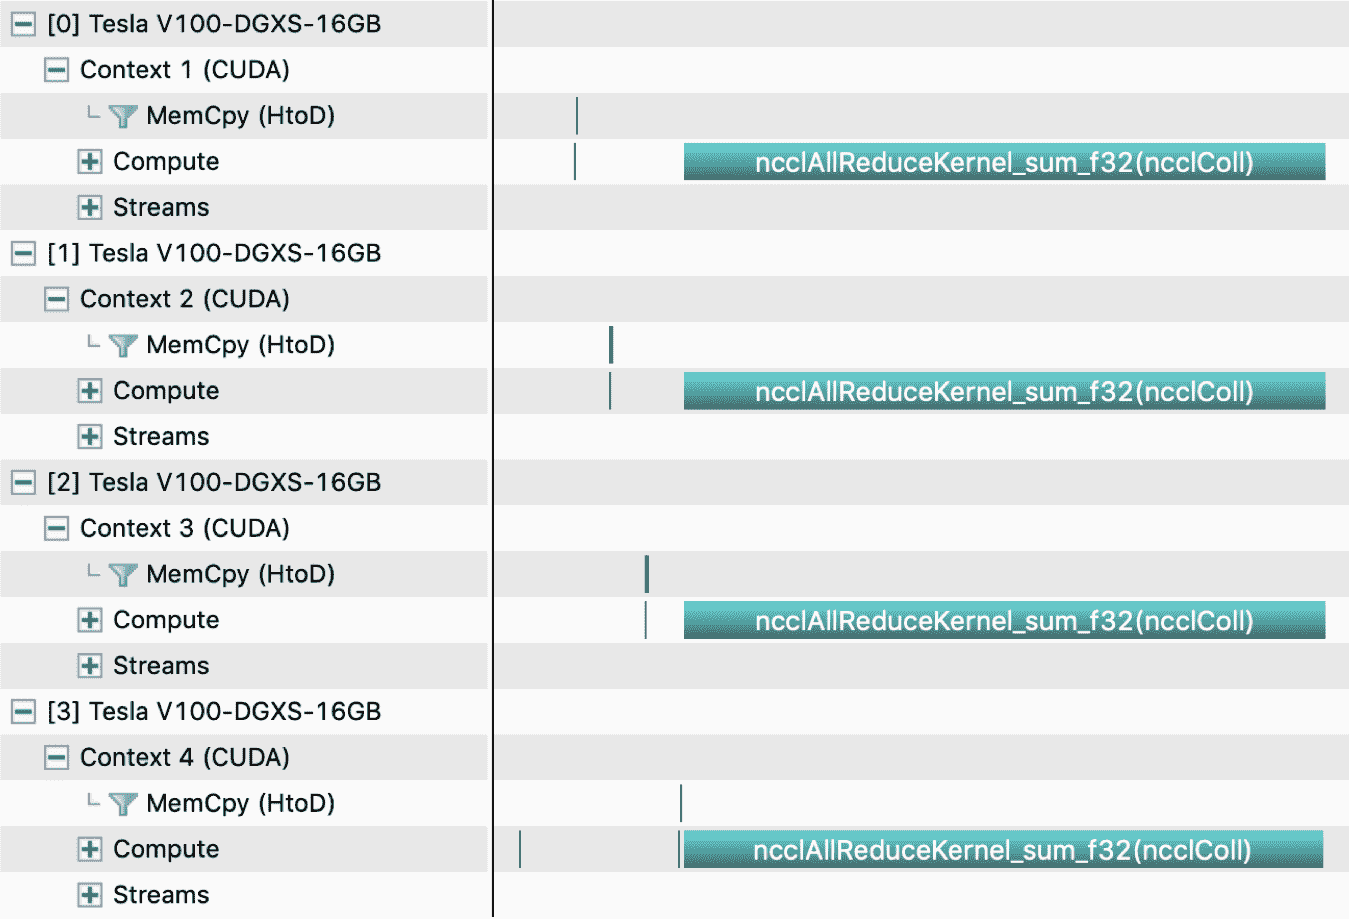 [0] Tesla V100-DGXS-16GB
Context 1 (CUDA)
MemCpy (HtoD)
Compute
ncclAllReduceKernel_sum_f32(ncclColl)
Streams
[1] Tesla V100-DGXS-16GB
Context 2 (CUDA)
MemCpy (HtoD)
Compute
ncclAllReduceKernel_sum_f32(ncclColl)
Streams
[2] Tesla V100-DGXS-16GB
Context 3 (CUDA)
MemCpy (HtoD)
Compute
ncclAllReduceKernel_sum_f32(ncclColl)
Streams
[3] Tesla V100-DGXS-16GB
Context 4 (CUDA)
MemCpy (HtoD)
Compute
ncclAllReduceKernel_sum_f32(ncclColl)
Streams